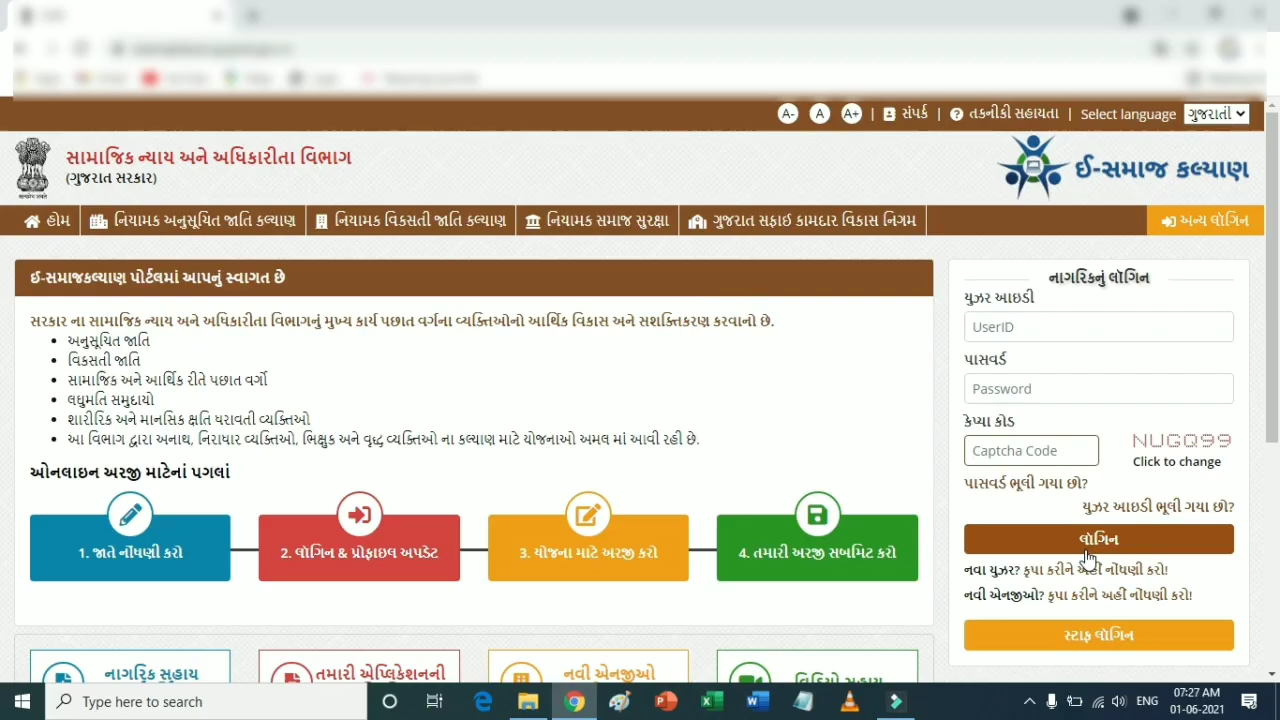 A-
A
A+
| સંપર્ક | તકનીકી સહાયતા | Select language ગુજરાતી
સામાજિક ન્યાય અને અધિકારીતા વિભાગ
(ગુજરાત સરકાર)
ઈ-સમાજ કલ્યાણ
હોમ
નિયામક અનુસૂચિત જાતિ કલ્યાણ
નિયામક વિકસતી જાતિ કલ્યાણ
નિયામક સમાજ સુરક્ષા
ગુજરાત સફાઈ કામદાર વિકાસ નિગમ
અન્ય લૉગિન
ઈ-સમાજકલ્યાણ પોર્ટલમાં આપનું સ્વાગત છે
સરકાર ના સામાજિક ન્યાય અને અધિકારીતા વિભાગનું મુખ્ય કાર્ય પછાત વર્ગના વ્યક્તિઓનો આર્થિક વિકાસ અને સશક્તિકરણ કરવાનો છે.
અનુસૂચિત જાતિ
વિકસતી જાતિ
સામાજિક અને આર્થિક રીતે પછાત વર્ગો
લઘુમતિ સમુદાયો
શારીરિક અને માનસિક ક્ષતિ ધરાવતી વ્યક્તિઓ
આ વિભાગ દ્વારા અનાથ, નિરાધાર વ્યક્તિઓ, ભિક્ષુક અને વૃદ્ધ વ્યક્તિઓ ના કલ્યાણ માટે યોજનાઓ અમલ માં આવી રહી છે.
ઓનલાઇન અરજી માટેનાં પગલાં
1. જાતે નોંધણી કરો
2. લૉગિન & પ્રોફાઇલ અપડેટ
3. યોજના માટે અરજી કરો
4. તમારી અરજી સબમિટ કરો
નાગરિક સહાય
તમારી એપ્લિકેશનની
નવી એનજીઓ
વિડિયો સહાય
નાગરિકનું લૉગિન
યુઝર આઇડી
UserID
પાસવર્ડ
Password
કેપ્ચા કોડ
Captcha Code
NUGQ99
Click to change
પાસવર્ડ ભૂલી ગયા છો?
યુઝર આઇડી ભૂલી ગયા છો?
લૉગિન
નવા યુઝર? કૃપા કરીને અહીં નોંધણી કરો!
નવી એનજીઓ? કૃપા કરીને અહીં નોંધણી કરો!
સ્ટાફ લૉગિન
Type here to search
ENG
07:27 AM
01-06-2021